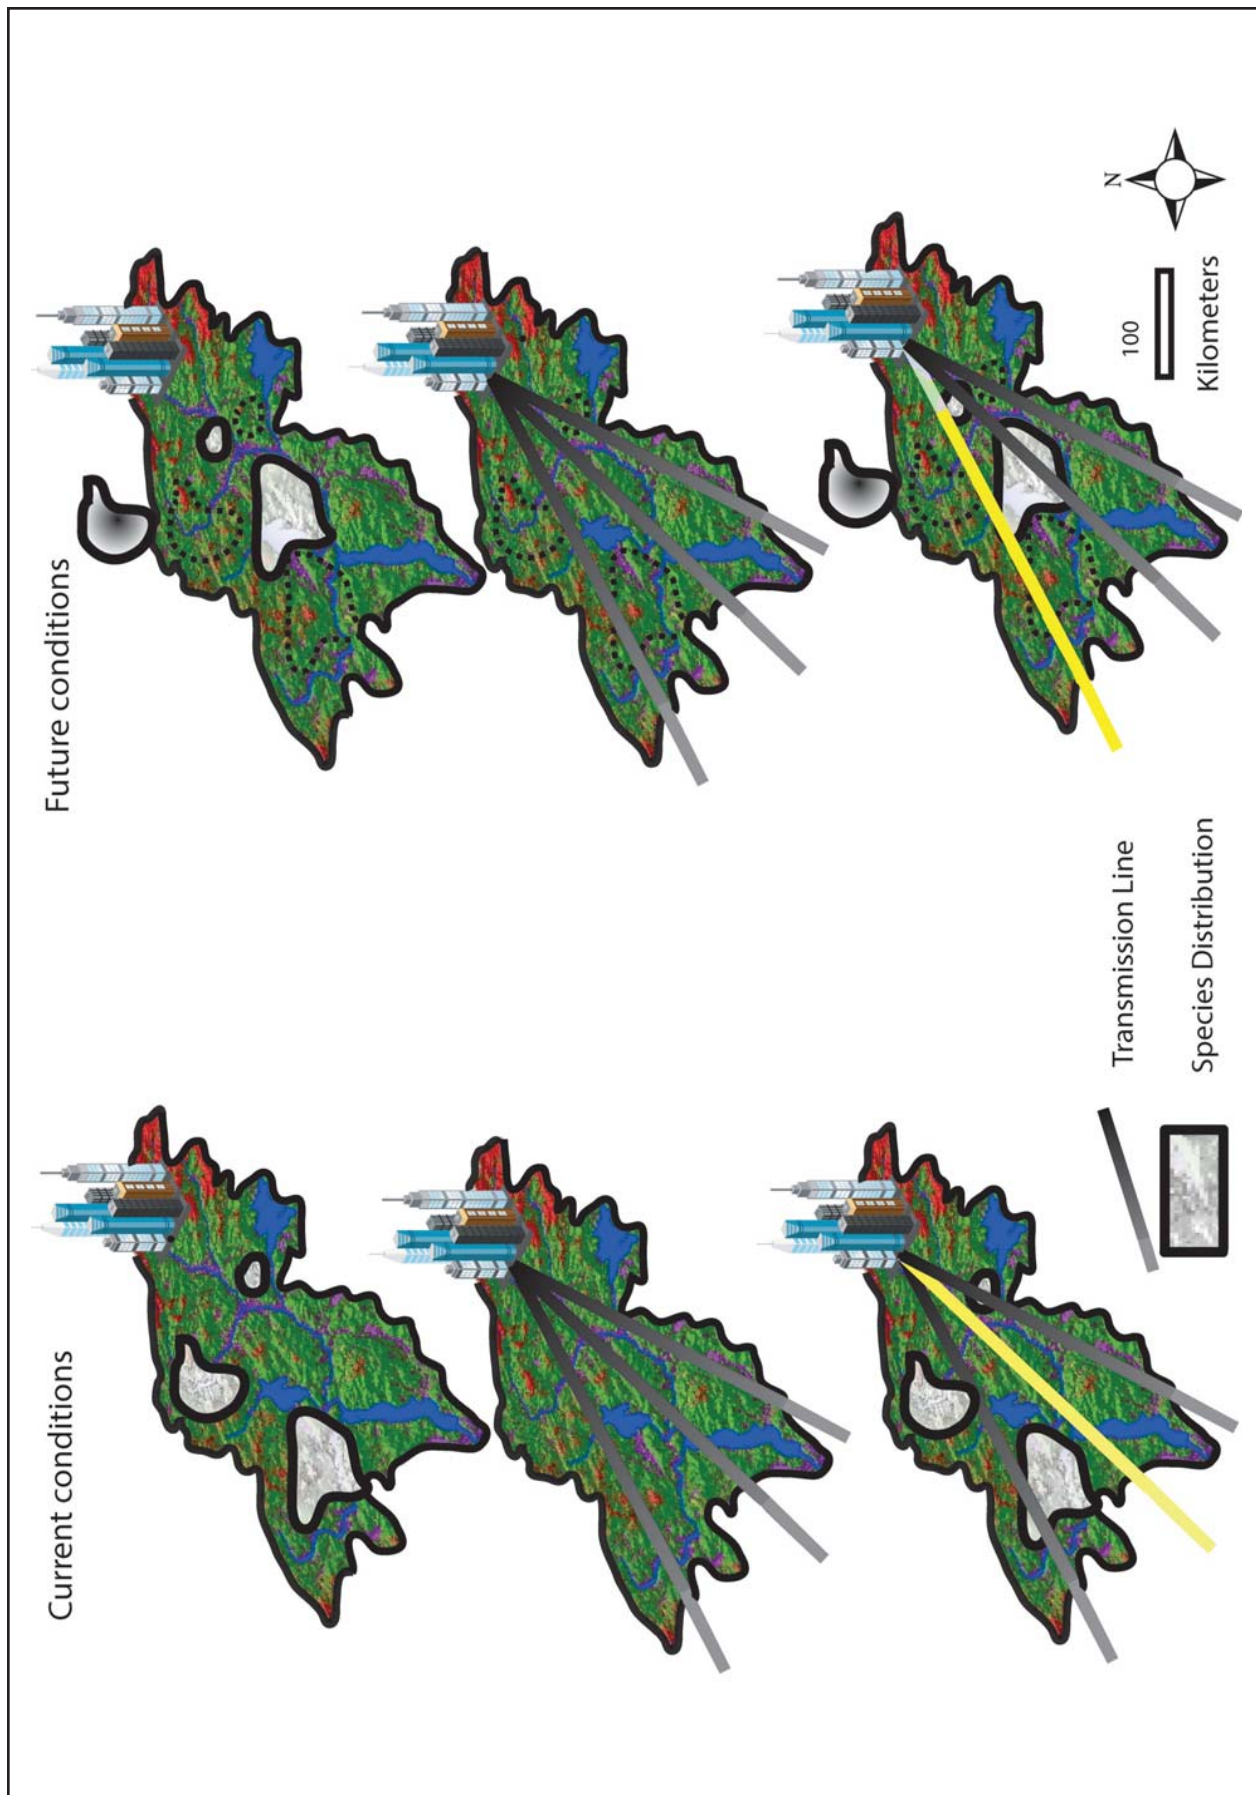 Current conditions
Future conditions
Transmission Line
Species Distribution
N
100
Kilometers